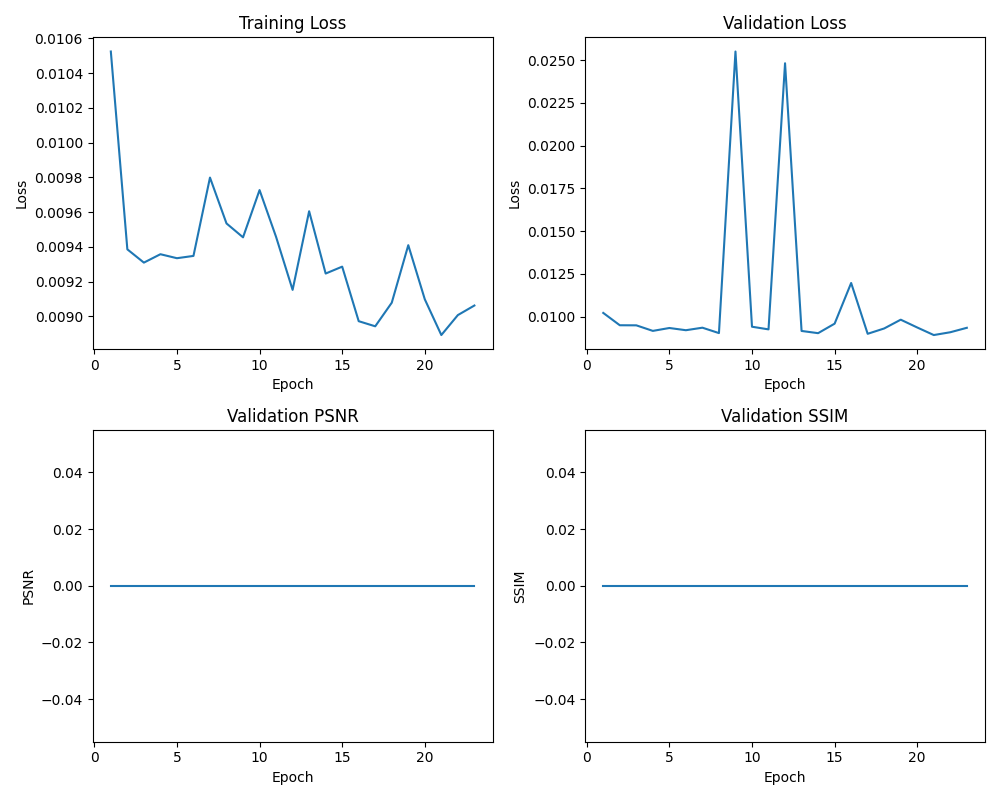 Training Loss
Loss
0.0106
0.0104
0.0102
0.0100
0.0098
0.0096
0.0094
0.0092
0.0090
0 5 10 15 20
Epoch
Validation Loss
Loss
0.0250
0.0225
0.0200
0.0175
0.0150
0.0125
0.0100
0 5 10 15 20
Epoch
Validation PSNR
PSNR
0.04
0.02
0.00
−0.02
−0.04
0 5 10 15 20
Epoch
Validation SSIM
SSIM
0.04
0.02
0.00
−0.02
−0.04
0 5 10 15 20
Epoch